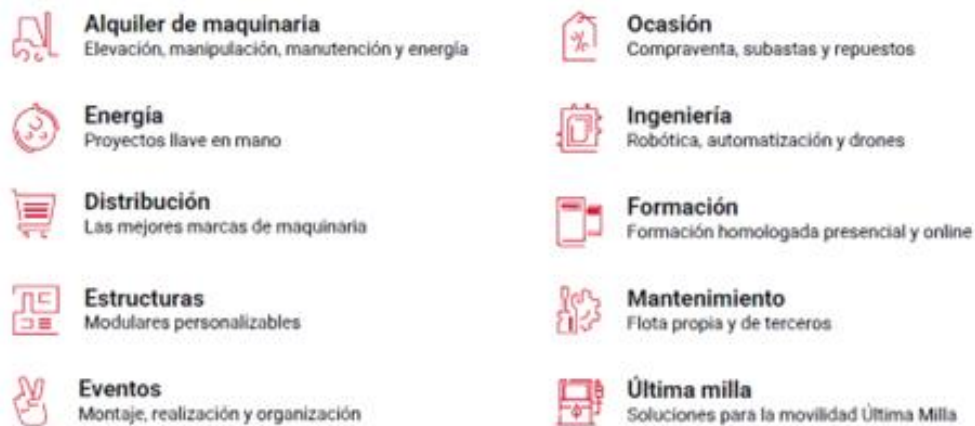 Alquiler de maquinaria
Elevación, manipulación, manutención y energía
Energía
Proyectos llave en mano
Distribución
Las mejores marcas de maquinaria
Estructuras
Modulares personalizables
Eventos
Montaje, realización y organización
Ocasión
Compraventa, subastas y repuestos
Ingeniería
Robótica, automatización y drones
Formación
Formación homologada presencial y online
Mantenimiento
Flota propia y de terceros
Última milla
Soluciones para la movilidad Última Milla